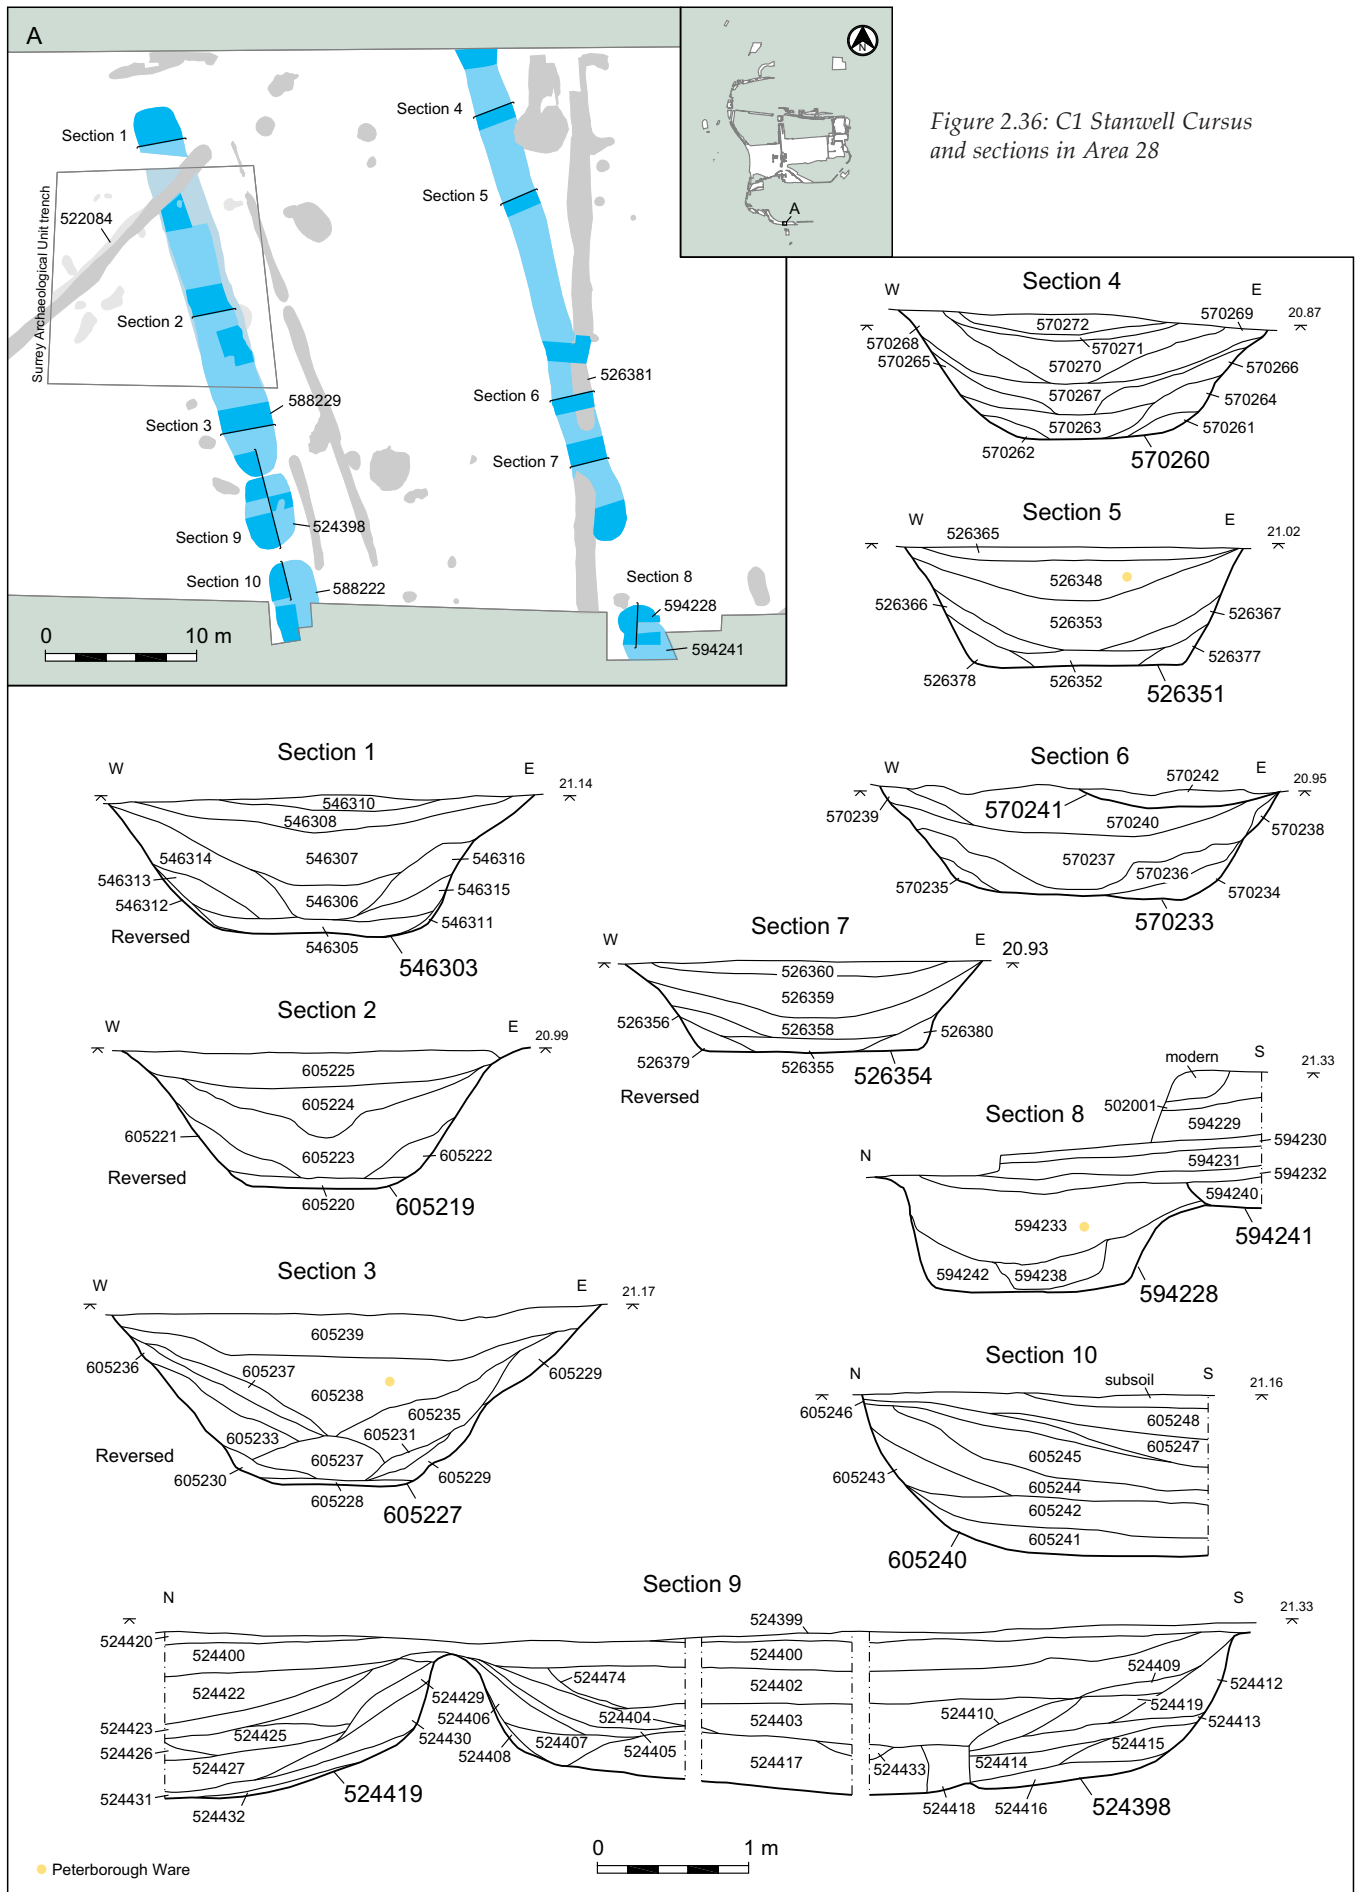 A
N
A
Figure 2.36: C1 Stanwell Cursus
and sections in Area 28
Section 1
522084
Surrey Archaeological Unit trench
Section 2
588229
Section 3
Section 9
524398
Section 10
588222
Section 4
Section 5
526381
Section 6
Section 7
Section 8
594228
594241
0
10 m
Section 4
W
E
570269
20.87
570272
570268
570271
570265
570270
570266
570267
570264
570263
570261
570262
570260
Section 5
W
526365
E
21.02
526348
526366
526353
526367
526377
526378
526352
526351
Section 1
W
E
21.14
546310
546308
546314
546307
546316
546313
546315
546312
546306
546311
Reversed
546305
546303
Section 6
W
570242
E
20.95
570241
570239
570240
570238
570237
570236
570235
570234
570233
Section 7
W
E
20.93
526360
526359
526356
526358
526380
526379
526355
526354
Reversed
Section 2
W
E
20.99
605225
605224
605221
605223
605222
Reversed
605220
605219
Section 8
modern
S
21.33
502001
594229
N
594230
594231
594232
594240
594233
594241
594242
594238
594228
Section 3
W
E
21.17
605239
605236
605237
605229
605238
605235
605233
605231
Reversed
605237
605230
605229
605228
605227
Section 10
N
subsoil
S
21.16
605246
605248
605247
605245
605243
605244
605242
605241
605240
Section 9
N
S
21.33
524399
524420
524400
524400
524409
524474
524412
524422
524429
524402
524406
524410
524419
524423
524404
524403
524413
524425
524430
524426
524408
524407
524405
524415
524427
524417
524433
524414
524431
524419
524432
524418
524416
524398
0
1 m
Peterborough Ware